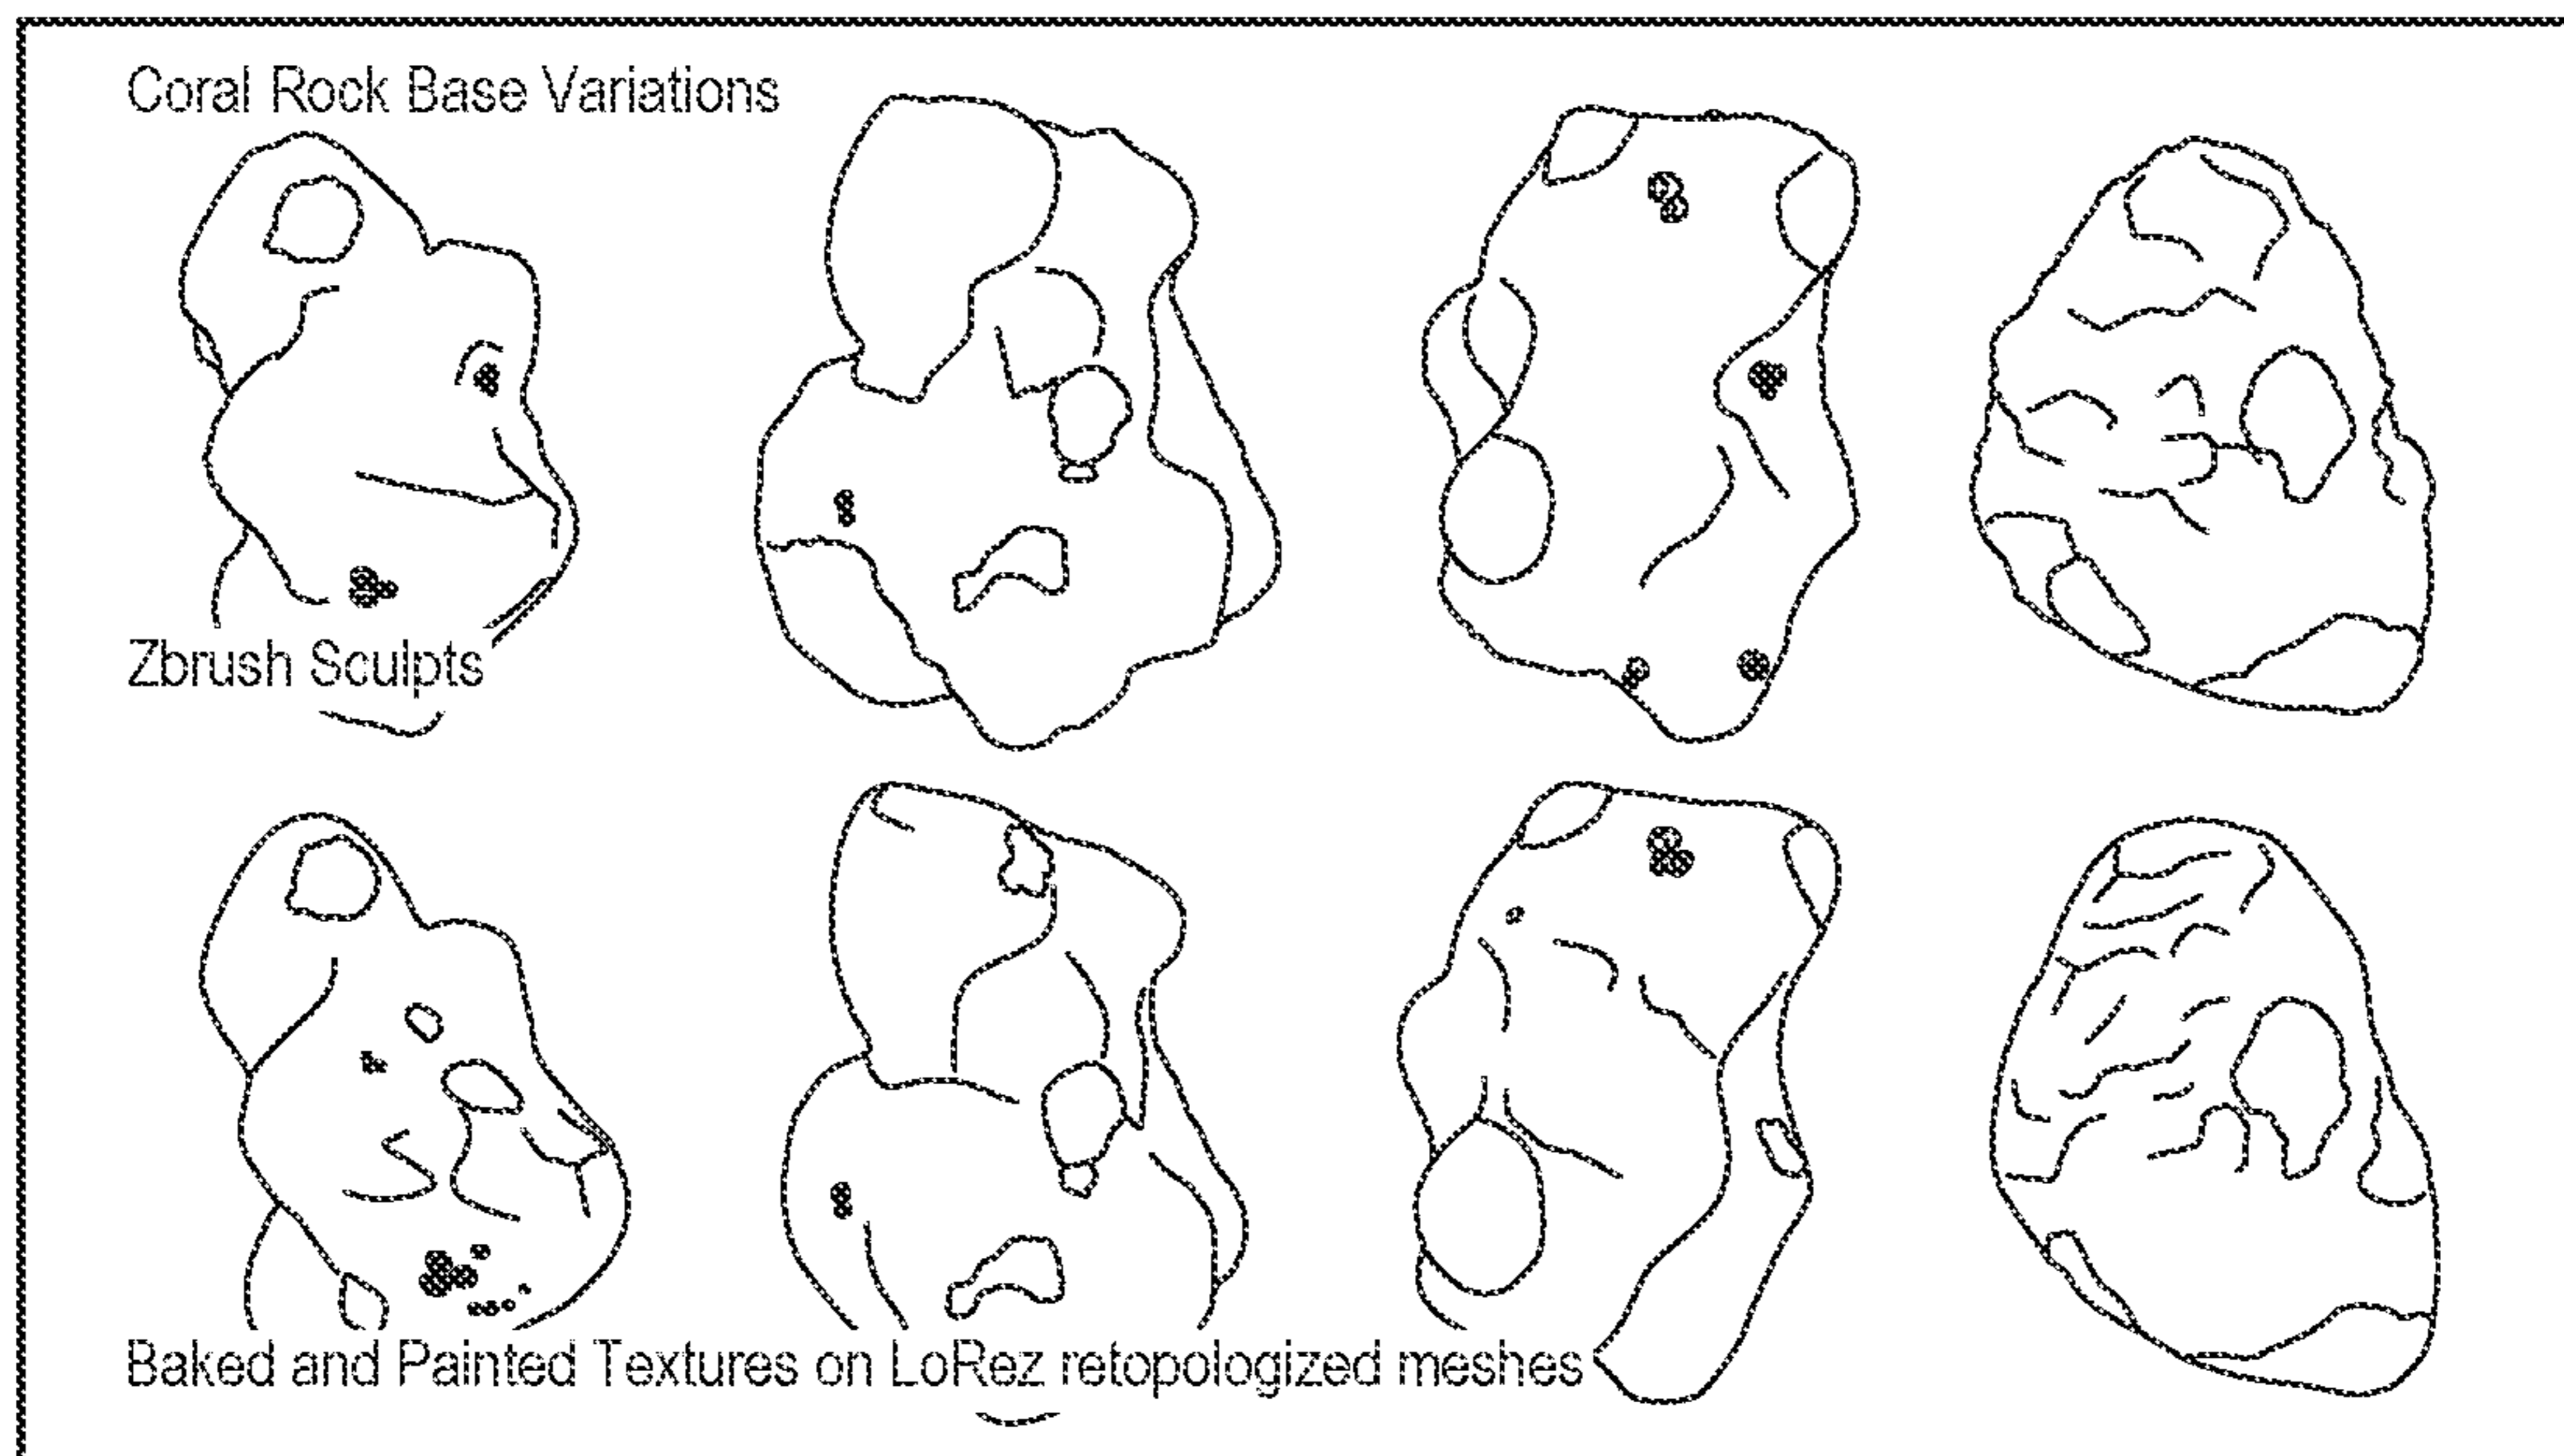 Coral Rock Base Variations
Zbrush Sculpts
Baked and Painted Textures on LoRez retopologized meshes